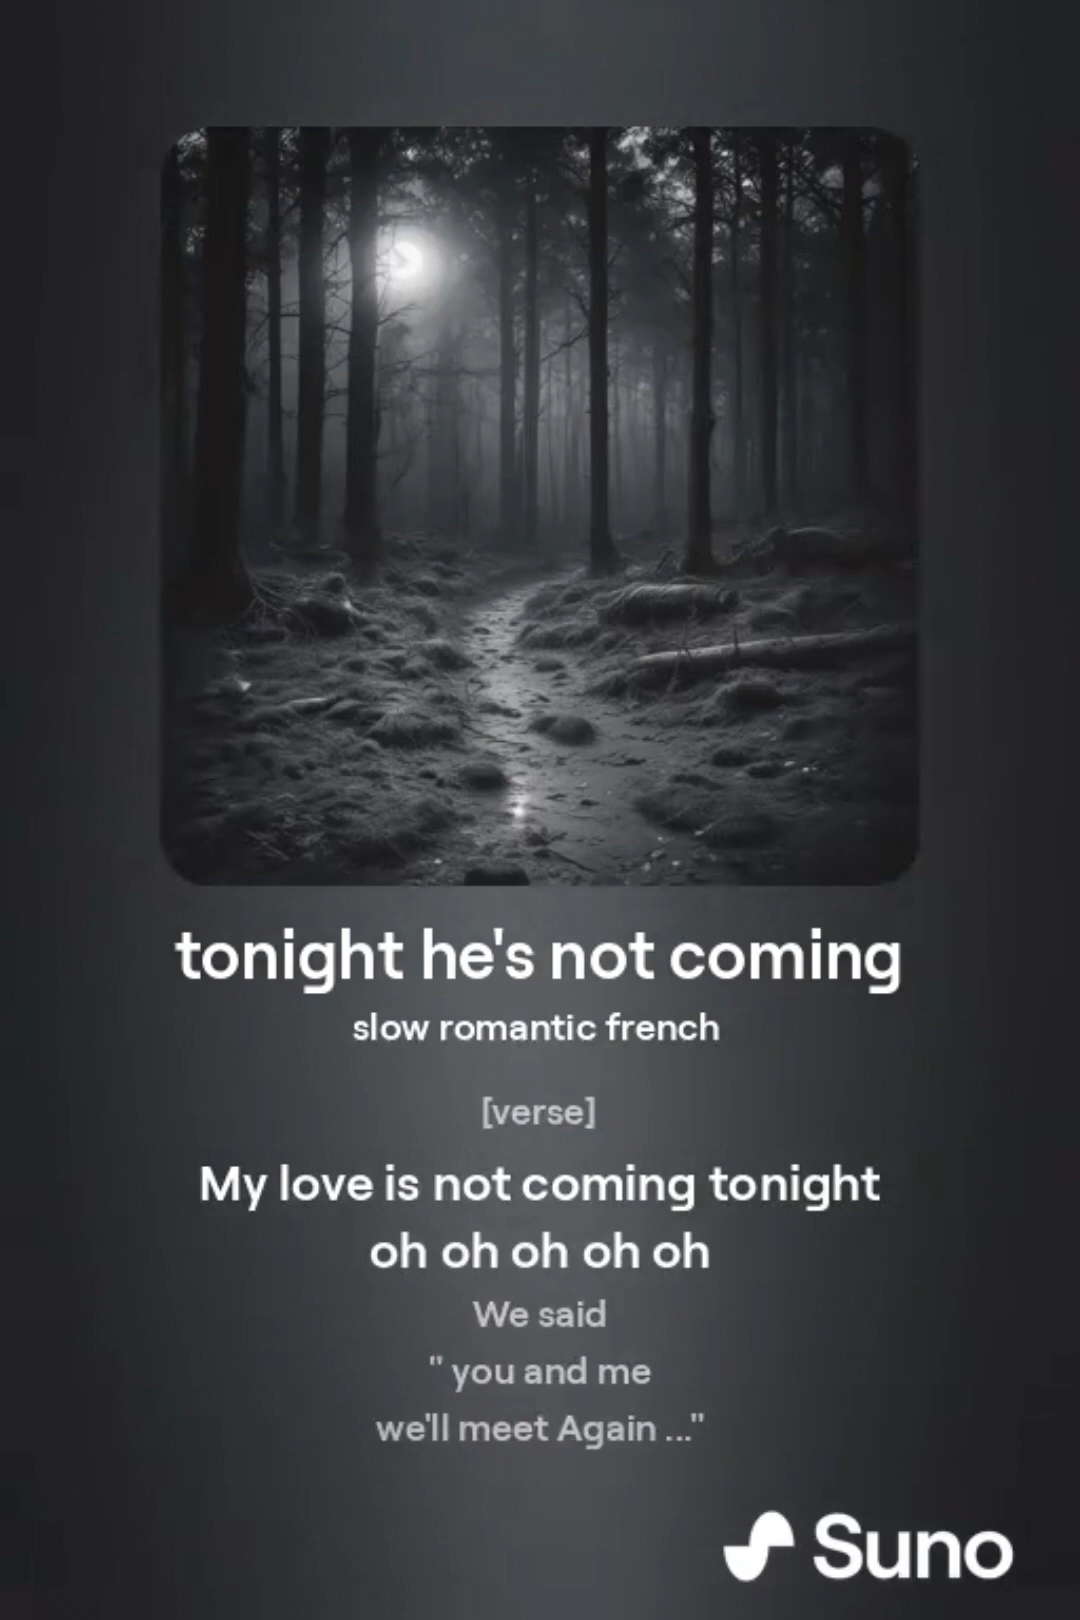 tonight he's not coming
slow romantic french
[verse]
My love is not coming tonight
oh oh oh oh oh
We said
" you and me
we'll meet Again ..."
Suno